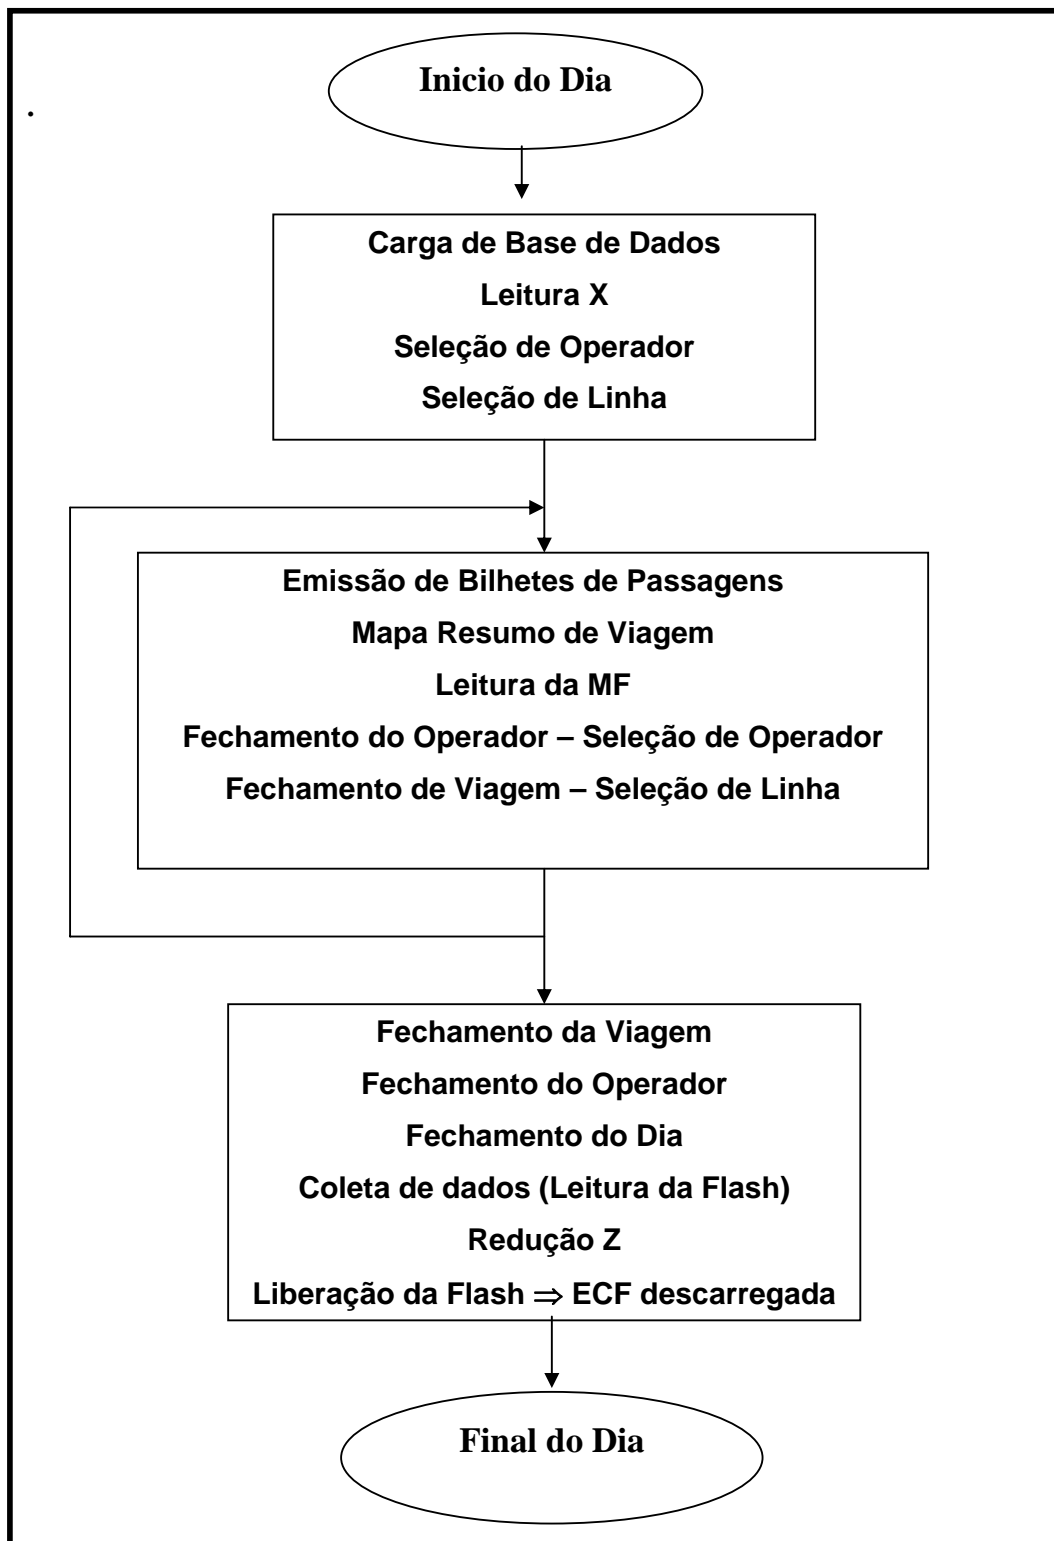 Inicio do Dia
.
Carga de Base de Dados
Leitura X
Seleção de Operador
Seleção de Linha
Emissão de Bilhetes de Passagens
Mapa Resumo de Viagem
Leitura da MF
Fechamento do Operador – Seleção de Operador
Fechamento de Viagem – Seleção de Linha
Fechamento da Viagem
Fechamento do Operador
Fechamento do Dia
Coleta de dados (Leitura da Flash)
Redução Z
Liberação da Flash ⇒ ECF descarregada
Final do Dia